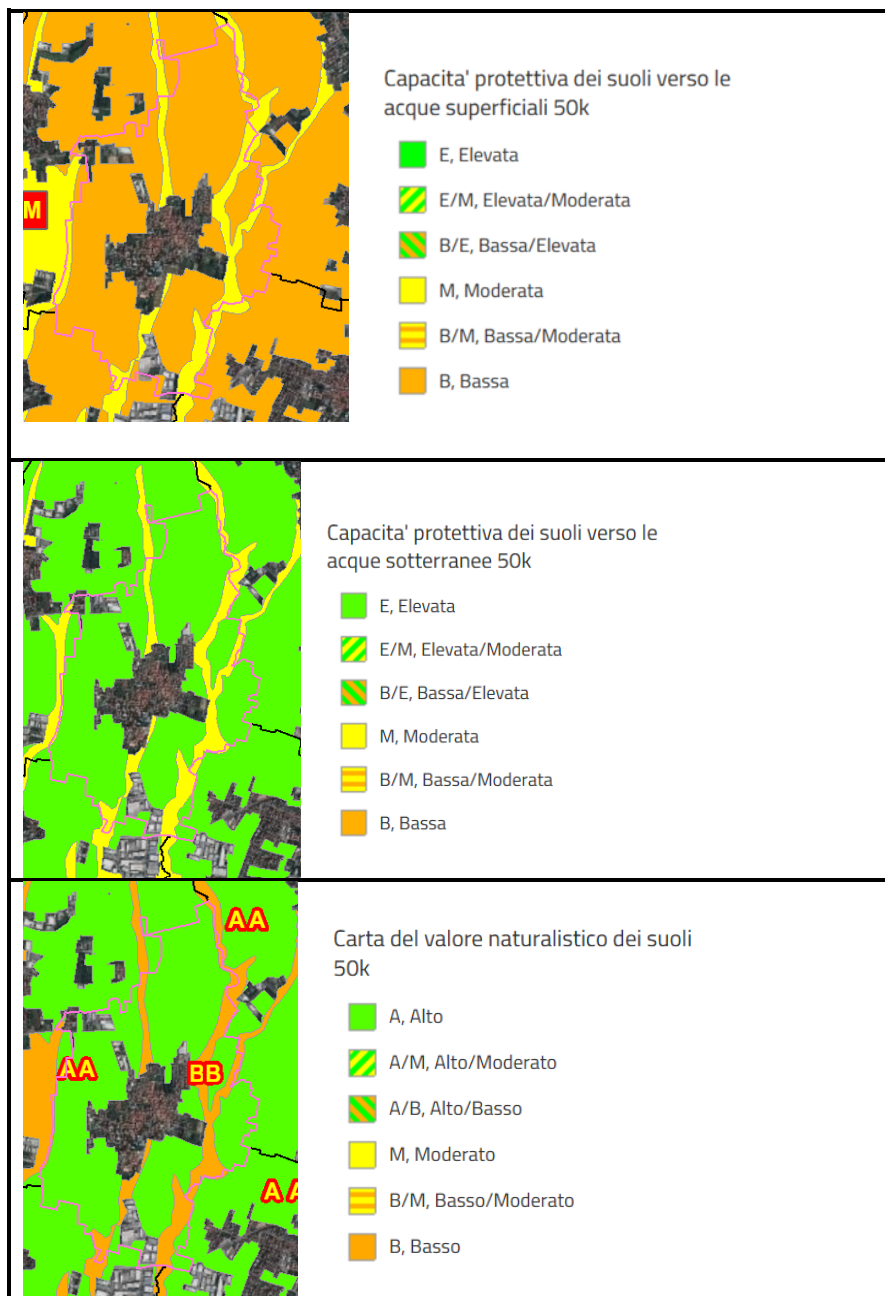 Capacita' protettiva dei suoli verso le
acque superficiali 50k
E, Elevata
E/M, Elevata/Moderata
B/E, Bassa/Elevata
M
M, Moderata
B/M, Bassa/Moderata
B, Bassa
Capacita' protettiva dei suoli verso le
acque sotterranee 50k
E, Elevata
E/M, Elevata/Moderata
B/E, Bassa/Elevata
M, Moderata
B/M, Bassa/Moderata
B, Bassa
AA
Carta del valore naturalistico dei suoli
50k
A, Alto
AA
BB
A/M, Alto/Moderato
A/B, Alto/Basso
M, Moderato
A A
B/M, Basso/Moderato
B, Basso